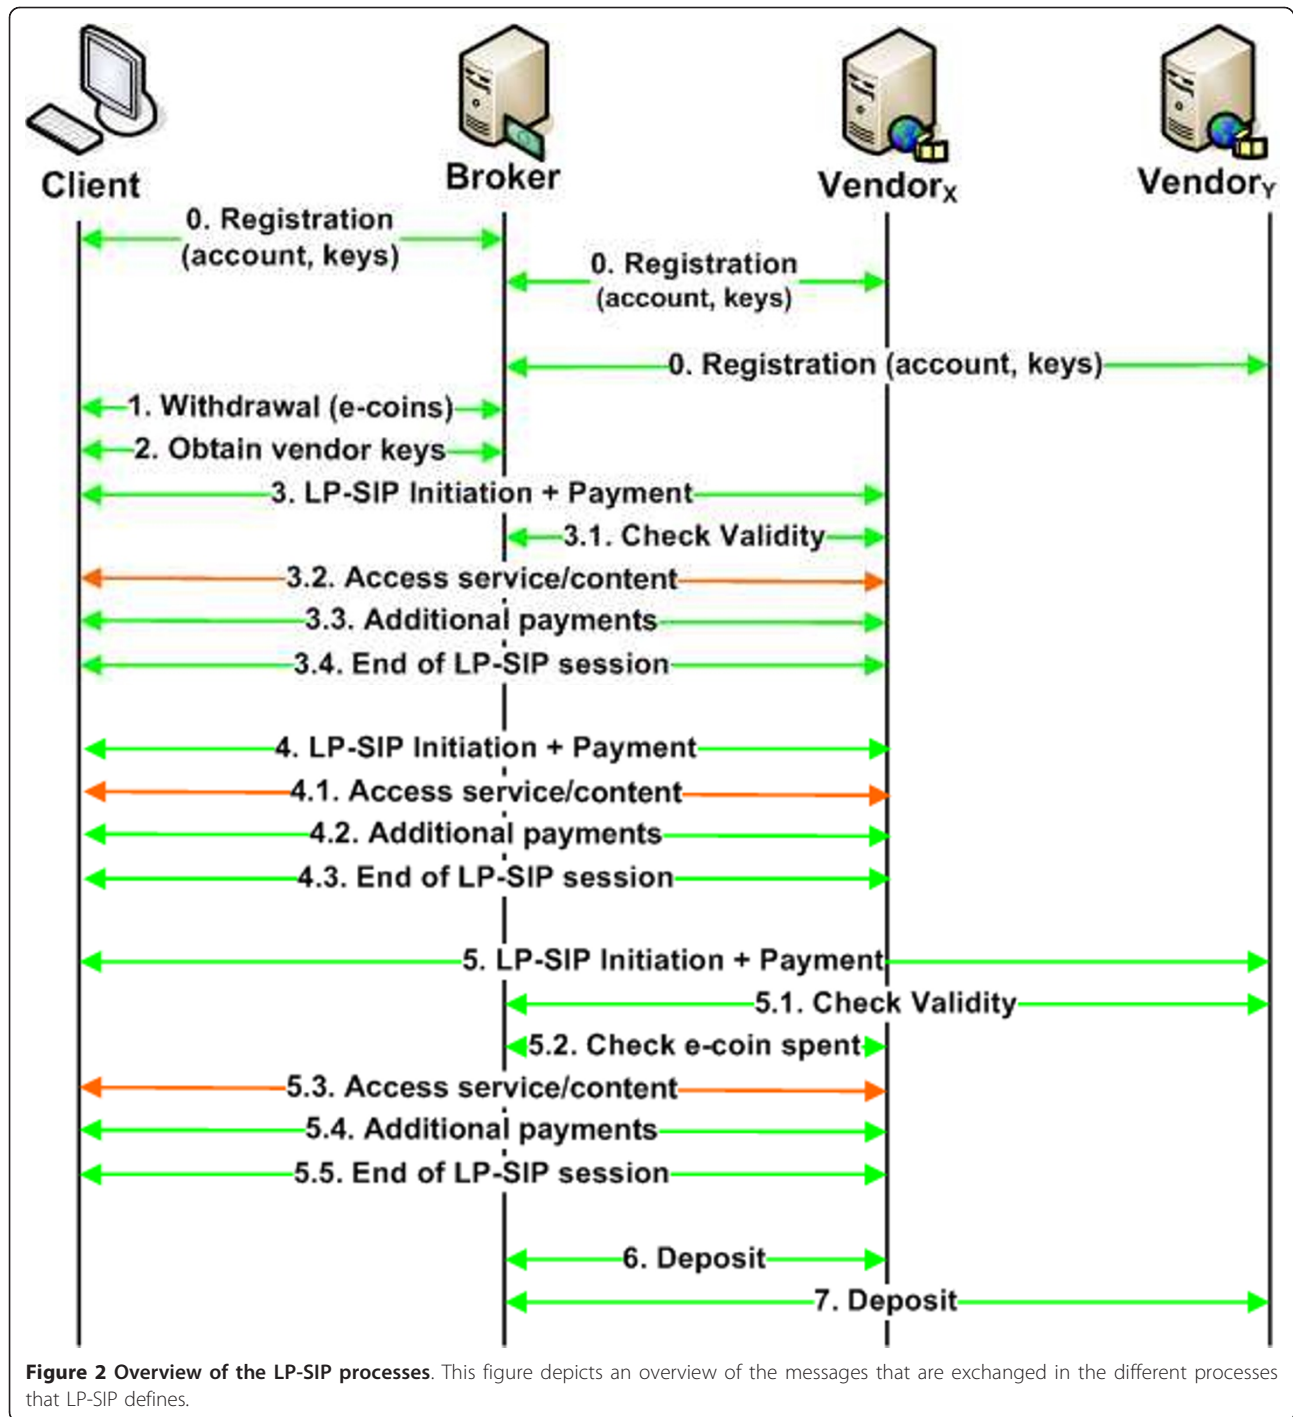 Client
Broker
VendorX
VendorY
0. Registration
(account, keys)
0. Registration
(account, keys)
0. Registration (account, keys)
1. Withdrawal (e-coins)
2. Obtain vendor keys
3. LP-SIP Initiation + Payment
3.1. Check Validity
3.2. Access service/content
3.3. Additional payments
3.4. End of LP-SIP session
4. LP-SIP Initiation + Payment
4.1. Access service/content
4.2. Additional payments
4.3. End of LP-SIP session
5. LP-SIP Initiation + Payment
5.1. Check Validity
5.2. Check e-coin spent
5.3. Access service/content
5.4. Additional payments
5.5. End of LP-SIP session
6. Deposit
7. Deposit
Figure 2 Overview of the LP-SIP processes. This figure depicts an overview of the messages that are exchanged in the different processes
that LP-SIP defines.